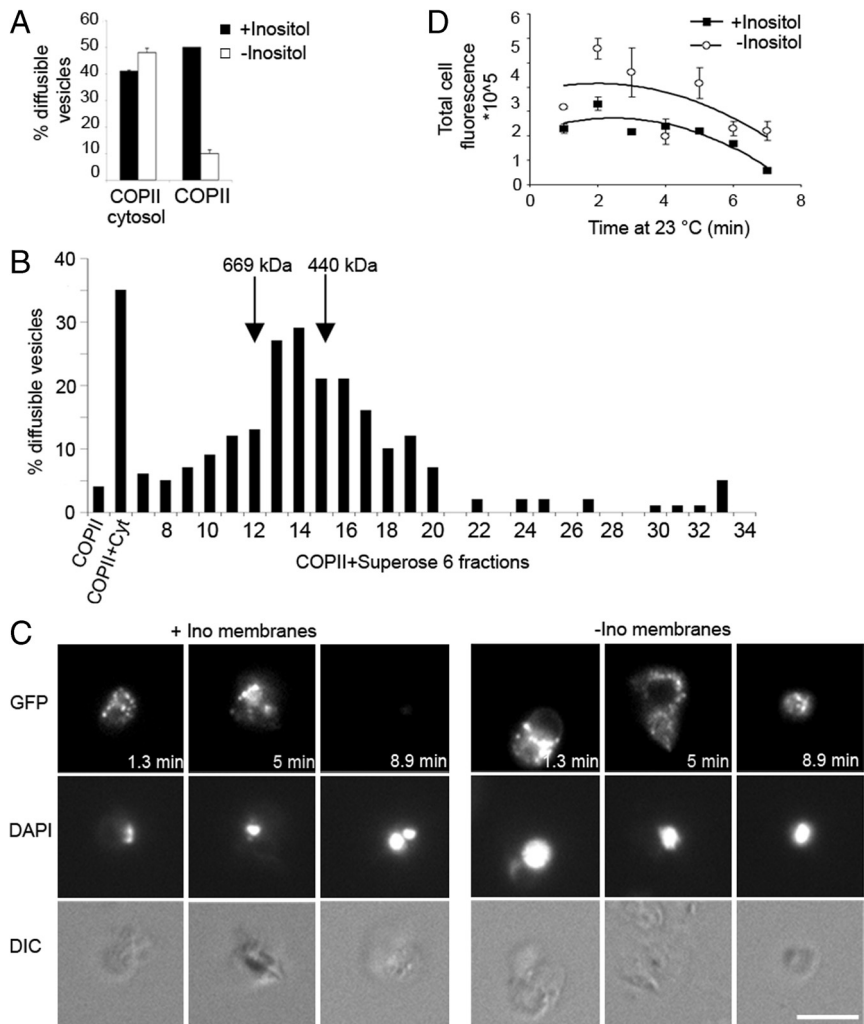 A
60
50
40
30
20
10
0
% diffusible
vesicles
+Inositol
-Inositol
COPII
cytosol
COPII
D
6
5
4
3
2
1
0
Total cell
fluorescence
*10^5
+Inositol
-Inositol
0 2 4 6 8
Time at 23 °C (min)
B
40
30
20
10
0
% diffusible vesicles
669 kDa 440 kDa
COPII
COPII+Cyt
8 10 12 14 16 18 20 22 24 26 28 30 32 34
COPII+Superose 6 fractions
C
+ Ino membranes
-Ino membranes
GFP
1.3 min
5 min
8.9 min
1.3 min
5 min
8.9 min
DAPI
DIC